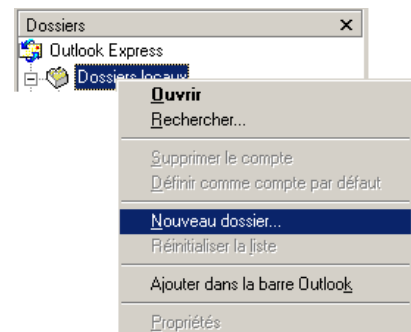 Dossiers
Outlook Express
Dossiers locaux
Ouvrir
Rechercher...
Supprimer le compte
Définir comme compte par défaut
Nouveau dossier...
Réinitialiser la liste
Ajouter dans la barre Outlook
Propriétés